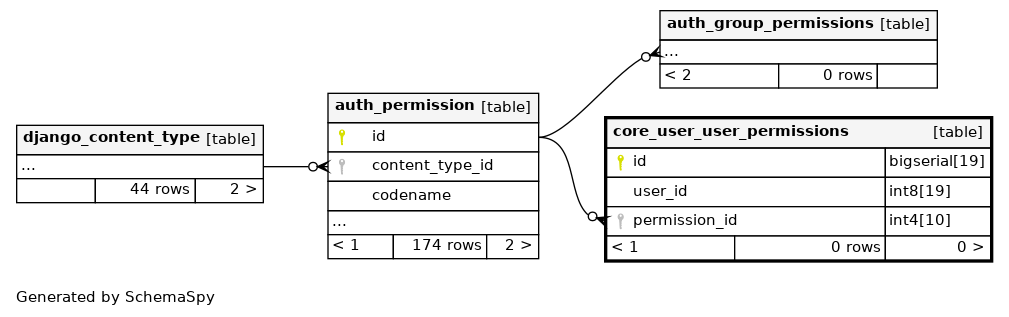 auth_group_permissions [table]
...
< 2 0 rows
auth_permission [table]
id
content_type_id
codename
...
< 1 174 rows 2 >
django_content_type [table]
...
44 rows 2 >
core_user_user_permissions [table]
id bigserial[19]
user_id int8[19]
permission_id int4[10]
< 1 0 rows 0 >
Generated by SchemaSpy